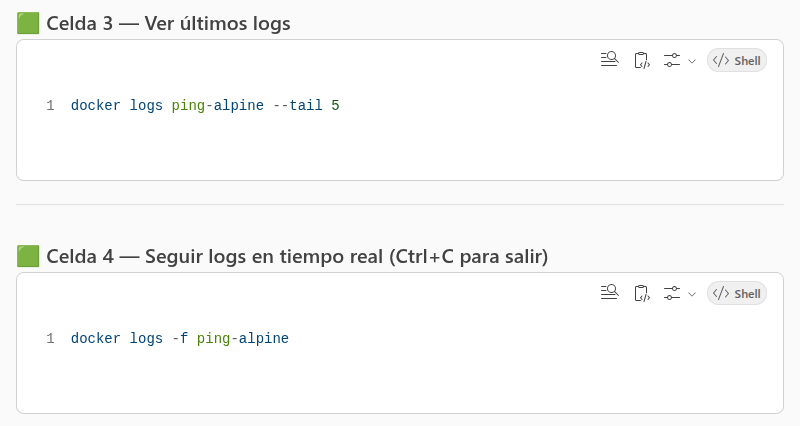 🟩 Celda 3 — Ver últimos logs
</> Shell
1 docker logs ping-alpine --tail 5
🟩 Celda 4 — Seguir logs en tiempo real (Ctrl+C para salir)
</> Shell
1 docker logs -f ping-alpine